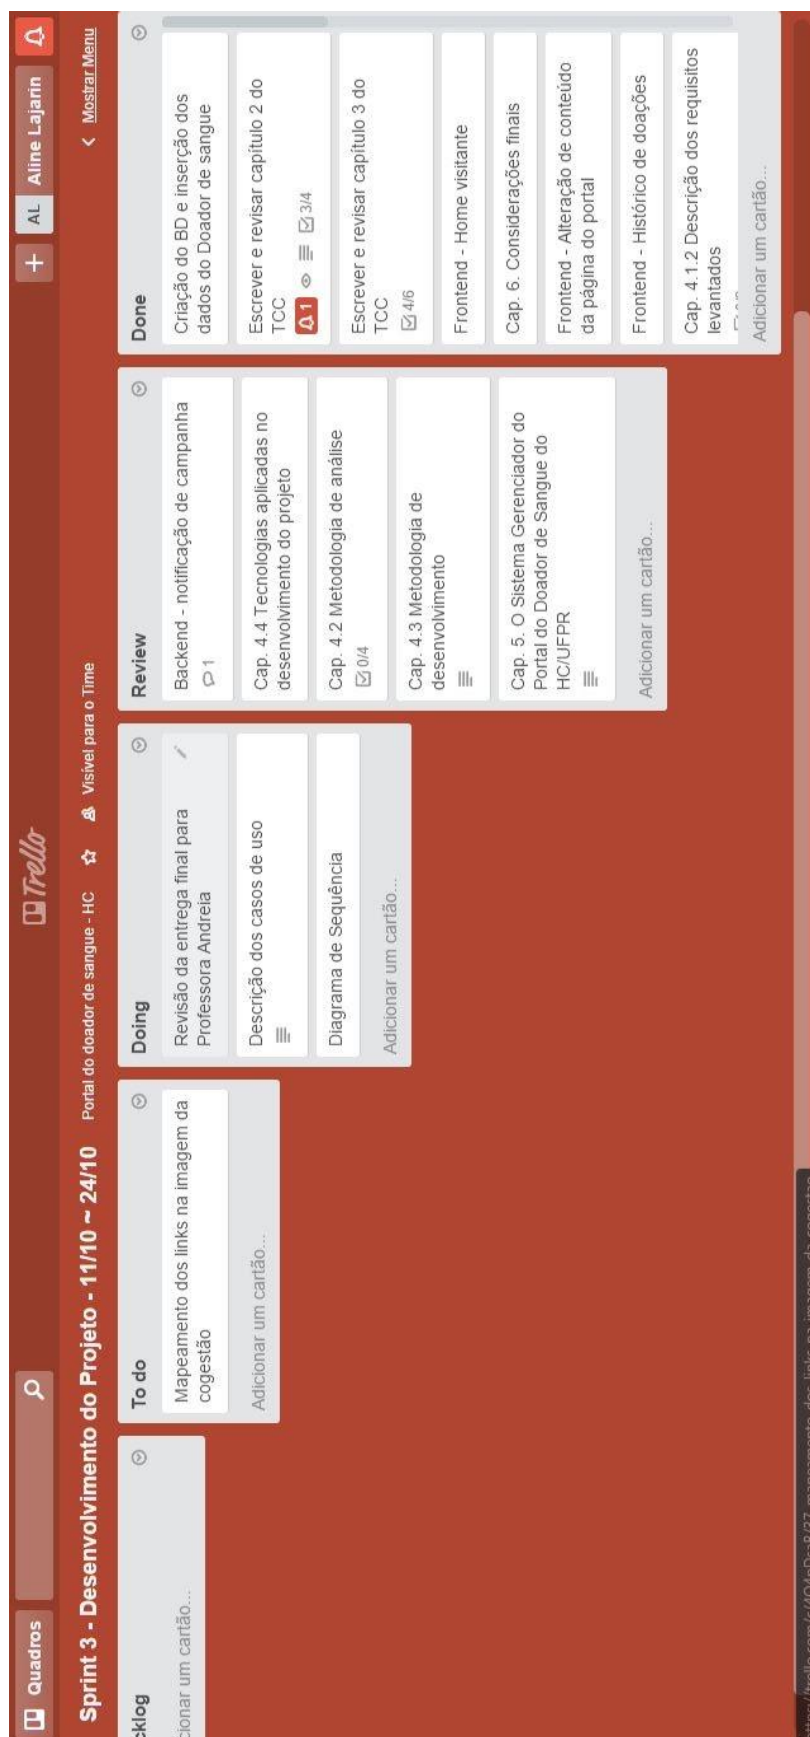 Quadros
Trello
AL Aline Lajarin
Sprint 3 - Desenvolvimento do Projeto - 11/10 ~ 24/10
Portal do doador de sangue - HC
Visível para o Time
Mostrar Menu
cklog
cionar um cartão...
To do
Mapeamento dos links na imagem da
cogestão
Adicionar um cartão...
Doing
Revisão da entrega final para
Professora Andreia
Descrição dos casos de uso
Diagrama de Sequência
Adicionar um cartão...
Review
Backend - notificação de campanha
1
Cap. 4.4 Tecnologias aplicadas no
desenvolvimento do projeto
Cap. 4.2 Metodologia de análise
0/4
Cap. 4.3 Metodologia de
desenvolvimento
Cap. 5. O Sistema Gerenciador do
Portal do Doador de Sangue do
HC/UFPR
Adicionar um cartão...
Done
Criação do BD e inserção dos
dados do Doador de sangue
Escrever e revisar capítulo 2 do
TCC
1 3/4
Escrever e revisar capítulo 3 do
TCC
4/6
Frontend - Home visitante
Cap. 6. Considerações finais
Frontend - Alteração de conteúdo
da página do portal
Frontend - Histórico de doações
Cap. 4.1.2 Descrição dos requisitos
levantados
Adicionar um cartão...